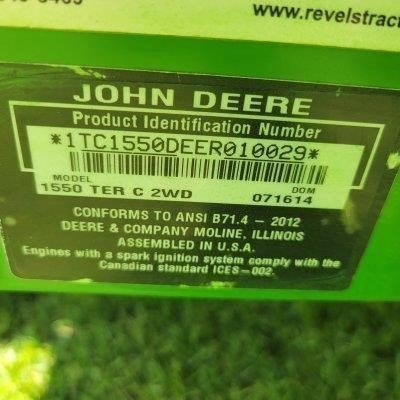 www.revelstract
JOHN DEERE
Product Identification Number
*1TC1550DEER010029*
MODEL DOM
1550 TER C 2WD 071614
CONFORMS TO ANSI B71.4 – 2012
DEERE & COMPANY MOLINE, ILLINOIS
ASSEMBLED IN U.S.A.
Engines with a spark ignition system comply with the
Canadian standard ICES–002.